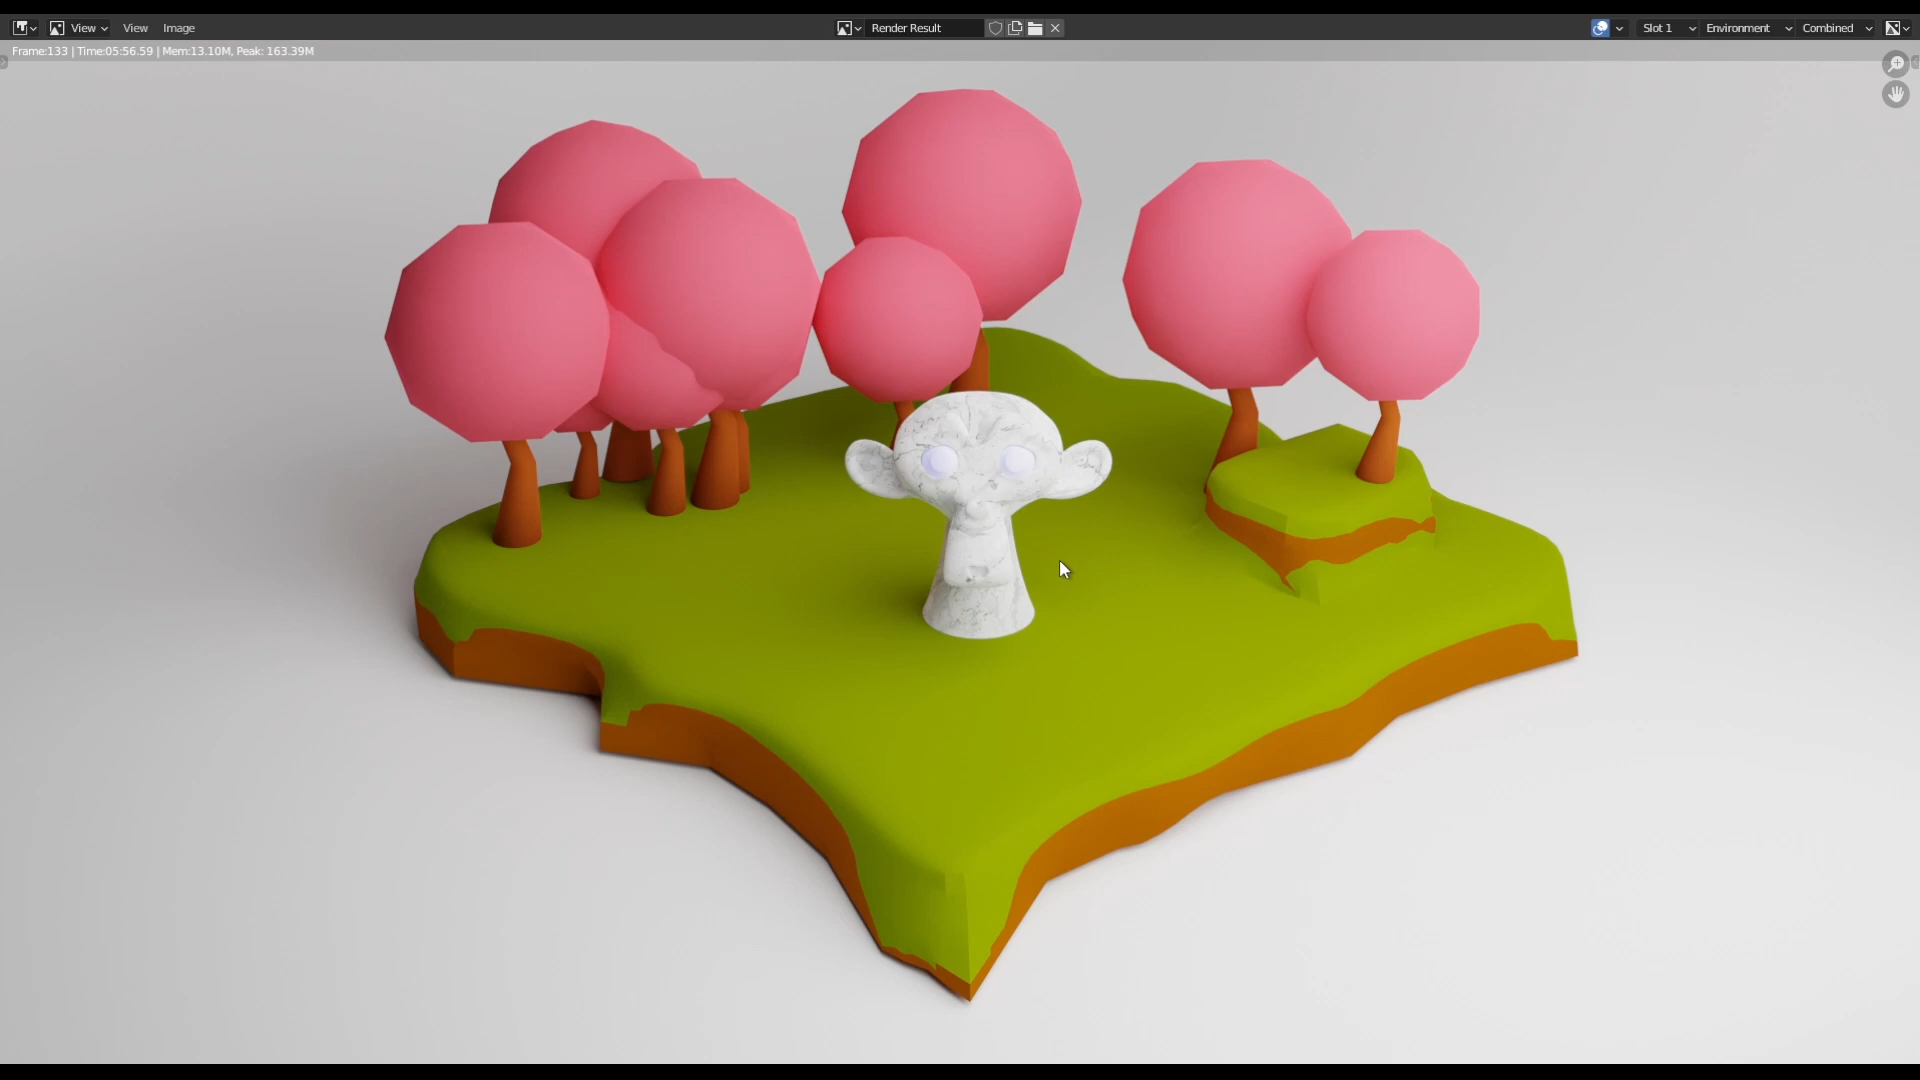 View View Image Render Result Slot 1 Environment Combined
Frame:133 | Time:05:56.59 | Mem:13.10M, Peak: 163.39M